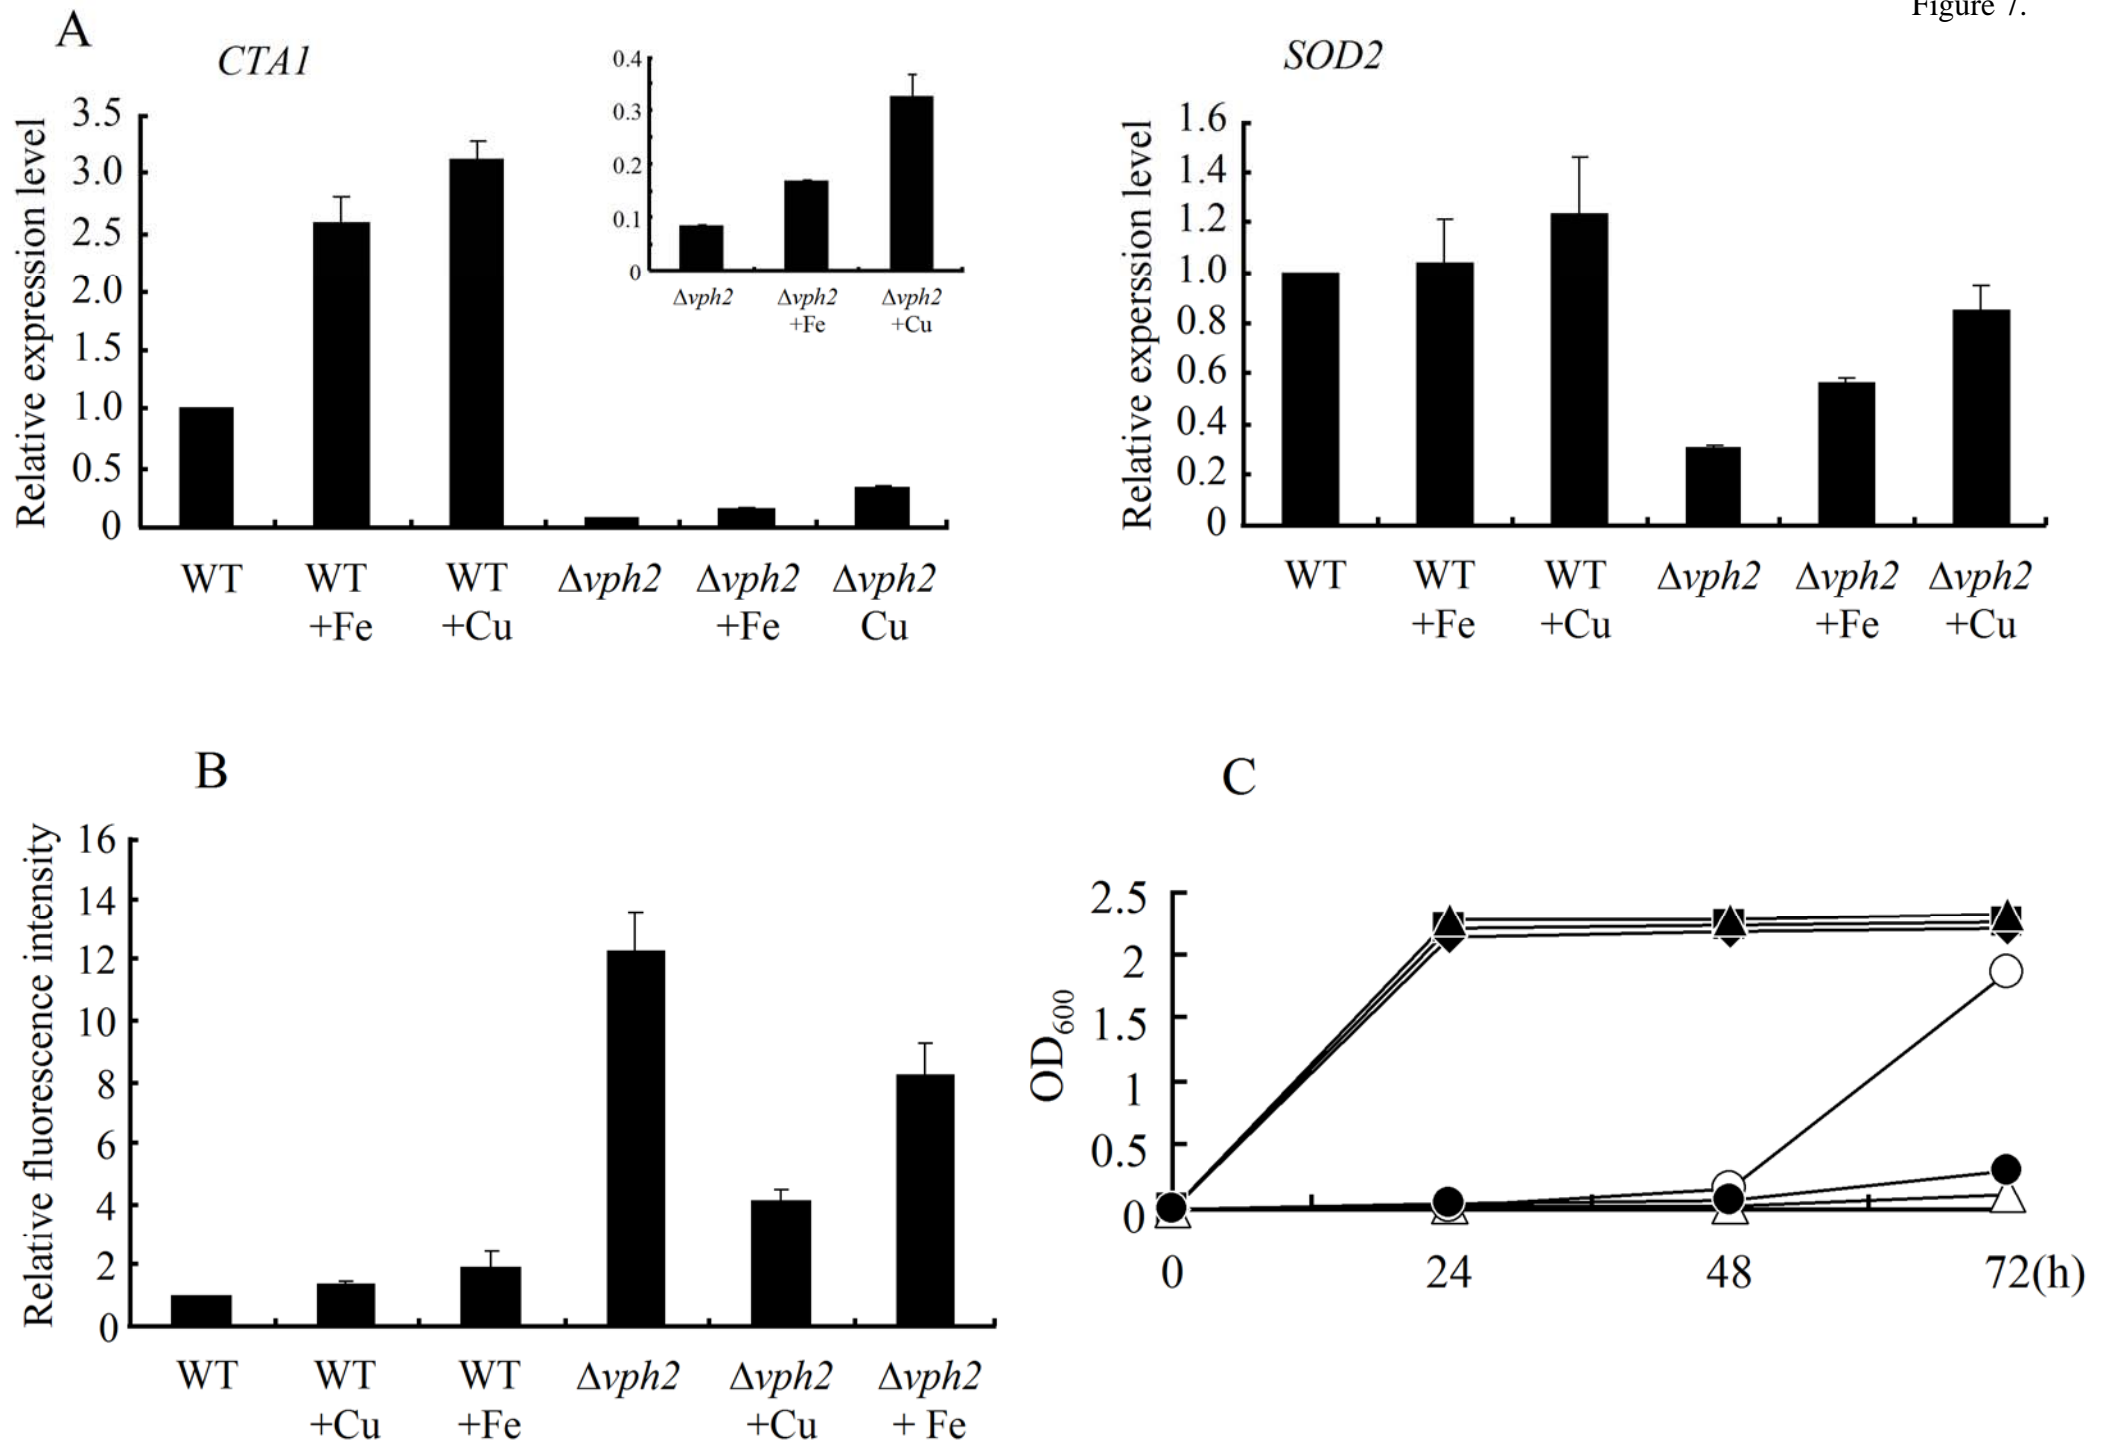 Figure 7.
A
CTA1
Relative expression level
3.5
3.0
2.5
2.0
1.5
1.0
0.5
0
WT
WT
+Fe
WT
+Cu
Δvph2
Δvph2
+Fe
Δvph2
Cu
0.4
0.3
0.2
0.1
0
Δvph2
Δvph2
+Fe
Δvph2
+Cu
SOD2
Relative experssion level
1.6
1.4
1.2
1.0
0.8
0.6
0.4
0.2
0
WT
WT
+Fe
WT
+Cu
Δvph2
Δvph2
+Fe
Δvph2
+Cu
B
Relative fluorescence intensity
16
14
12
10
8
6
4
2
0
WT
WT
+Cu
WT
+Fe
Δvph2
Δvph2
+Cu
Δvph2
+ Fe
C
OD600
2.5
2
1.5
1
0.5
0
0
24
48
72(h)